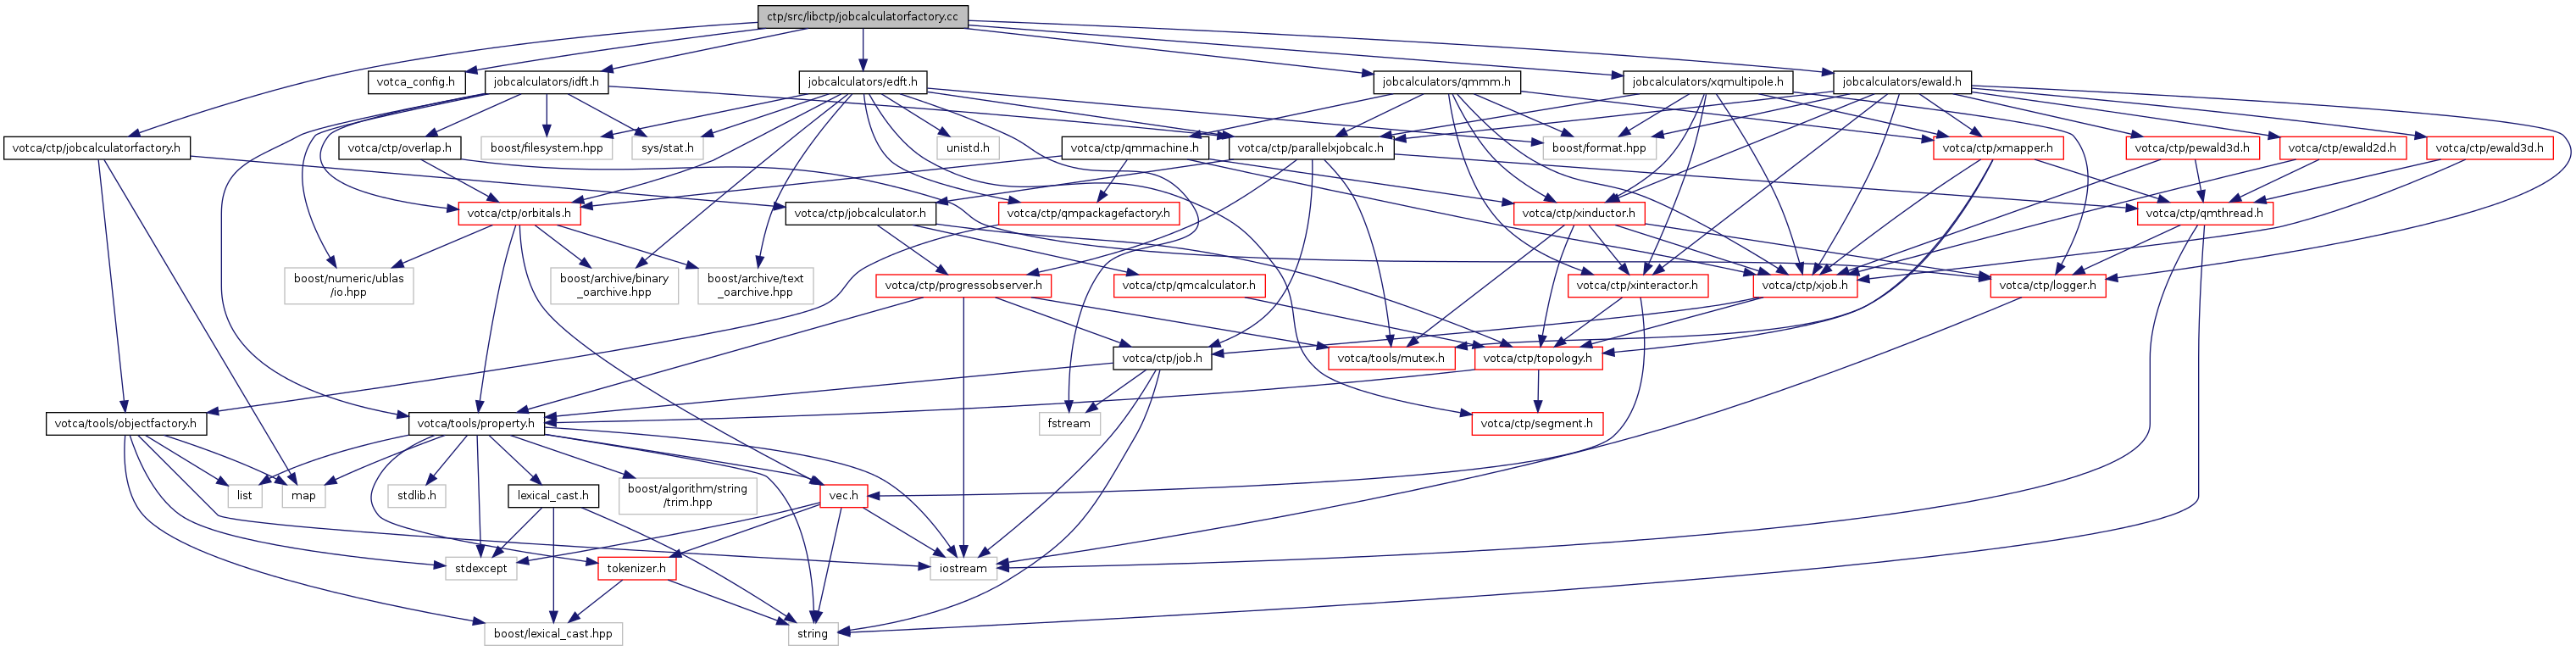 ctp/src/libctp/jobcalculatorfactory.cc
votca_config.h
jobcalculators/idft.h
jobcalculators/edft.h
jobcalculators/qmmm.h
jobcalculators/xqmultipole.h
jobcalculators/ewald.h
votca/ctp/jobcalculatorfactory.h
votca/ctp/overlap.h
boost/filesystem.hpp
sys/stat.h
unistd.h
votca/ctp/qmmachine.h
votca/ctp/parallelxjobcalc.h
boost/format.hpp
votca/ctp/xmapper.h
votca/ctp/pewald3d.h
votca/ctp/ewald2d.h
votca/ctp/ewald3d.h
votca/ctp/orbitals.h
votca/ctp/jobcalculator.h
votca/ctp/qmpackagefactory.h
votca/ctp/xinductor.h
votca/ctp/qmthread.h
boost/numeric/ublas
/io.hpp
boost/archive/binary
_oarchive.hpp
boost/archive/text
_oarchive.hpp
votca/ctp/progressobserver.h
votca/ctp/qmcalculator.h
votca/ctp/xinteractor.h
votca/ctp/xjob.h
votca/ctp/logger.h
votca/ctp/job.h
votca/tools/mutex.h
votca/ctp/topology.h
votca/tools/objectfactory.h
votca/tools/property.h
fstream
votca/ctp/segment.h
list
map
stdlib.h
lexical_cast.h
boost/algorithm/string
/trim.hpp
vec.h
stdexcept
tokenizer.h
iostream
boost/lexical_cast.hpp
string